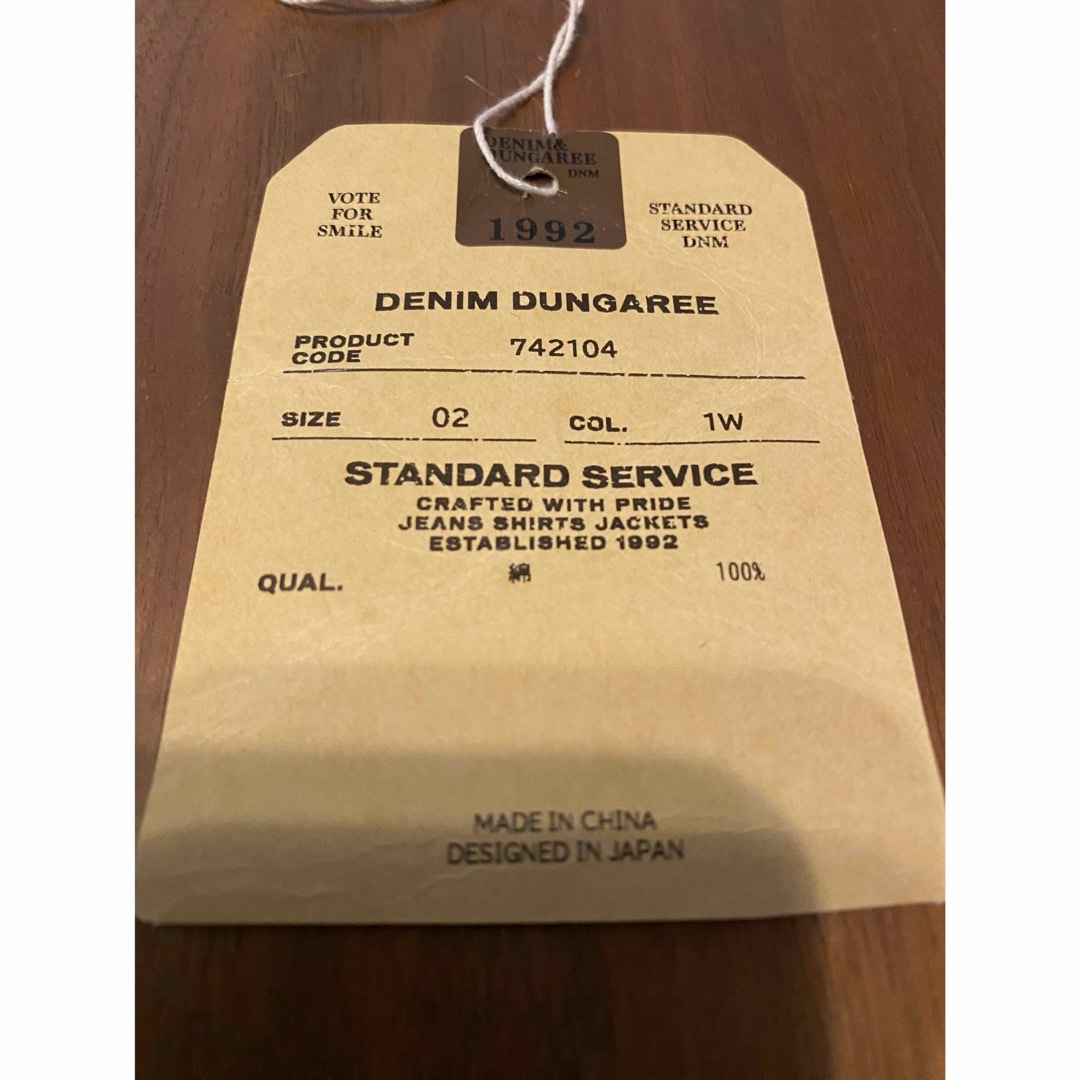 DENIM&
DUNGAREE
DNM
1992
VOTE
FOR
SMILE
STANDARD
SERVICE
DNM
DENIM DUNGAREE
PRODUCT
CODE
742104
SIZE 02 COL. 1W
STANDARD SERVICE
CRAFTED WITH PRIDE
JEANS SHIRTS JACKETS
ESTABLISHED 1992
QUAL. 綿 100%
MADE IN CHINA
DESIGNED IN JAPAN